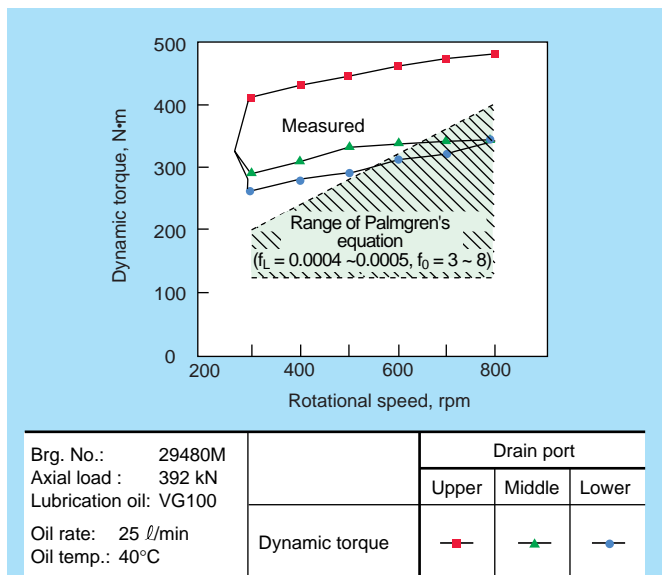 500
400
300
200
100
0
Dynamic torque, N•m
Measured
Range of Palmgren's
equation
(fL = 0.0004 ~0.0005, f0 = 3 ~ 8)
200
400
600
800
Rotational speed, rpm
Brg. No.: 29480M
Axial load : 392 kN
Lubrication oil: VG100
Oil rate: 25 ℓ/min
Oil temp.: 40°C
Drain port
Upper Middle Lower
Dynamic torque